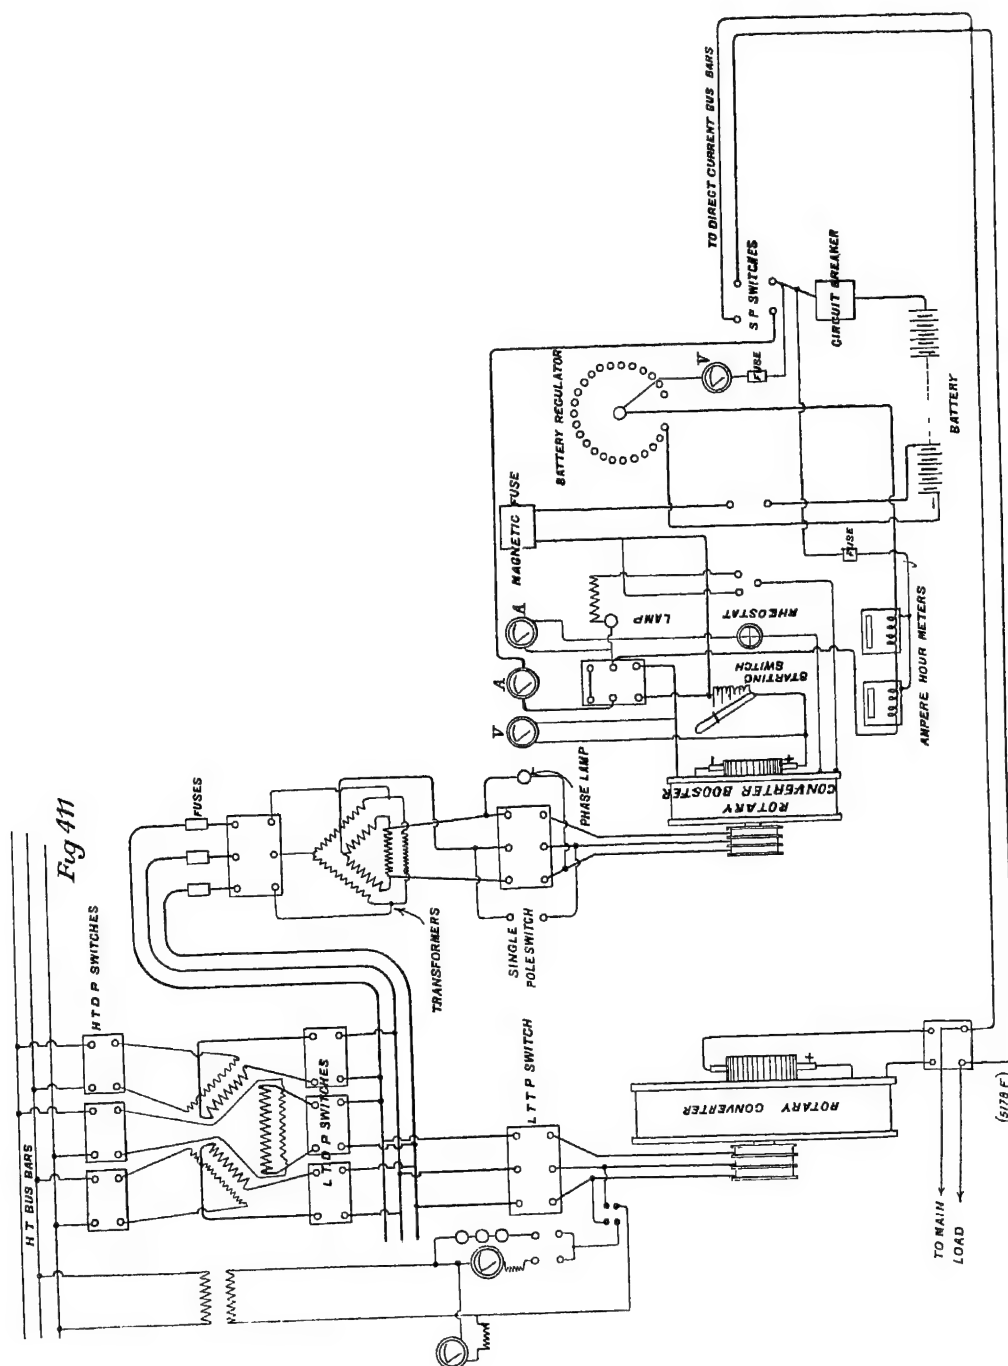 Fig 411
H T BUS BARS
H T D P SWITCHES
FUSES
L T D P SWITCHES
TRANSFORMERS
L T T P SWITCH
SINGLE
POLE SWITCH
PHASE LAMP
ROTARY CONVERTER
+
TO MAIN
LOAD
(5178 F)
ROTARY
CONVERTER BOOSTER
+
V
A
A
STARTING
SWITCH
LAMP
RHEOSTAT
MAGNETIC FUSE
BATTERY REGULATOR
V
FUSE
FUSE
AMPERE HOUR METERS
BATTERY
CIRCUIT BREAKER
S P SWITCHES
TO DIRECT CURRENT BUS BARS